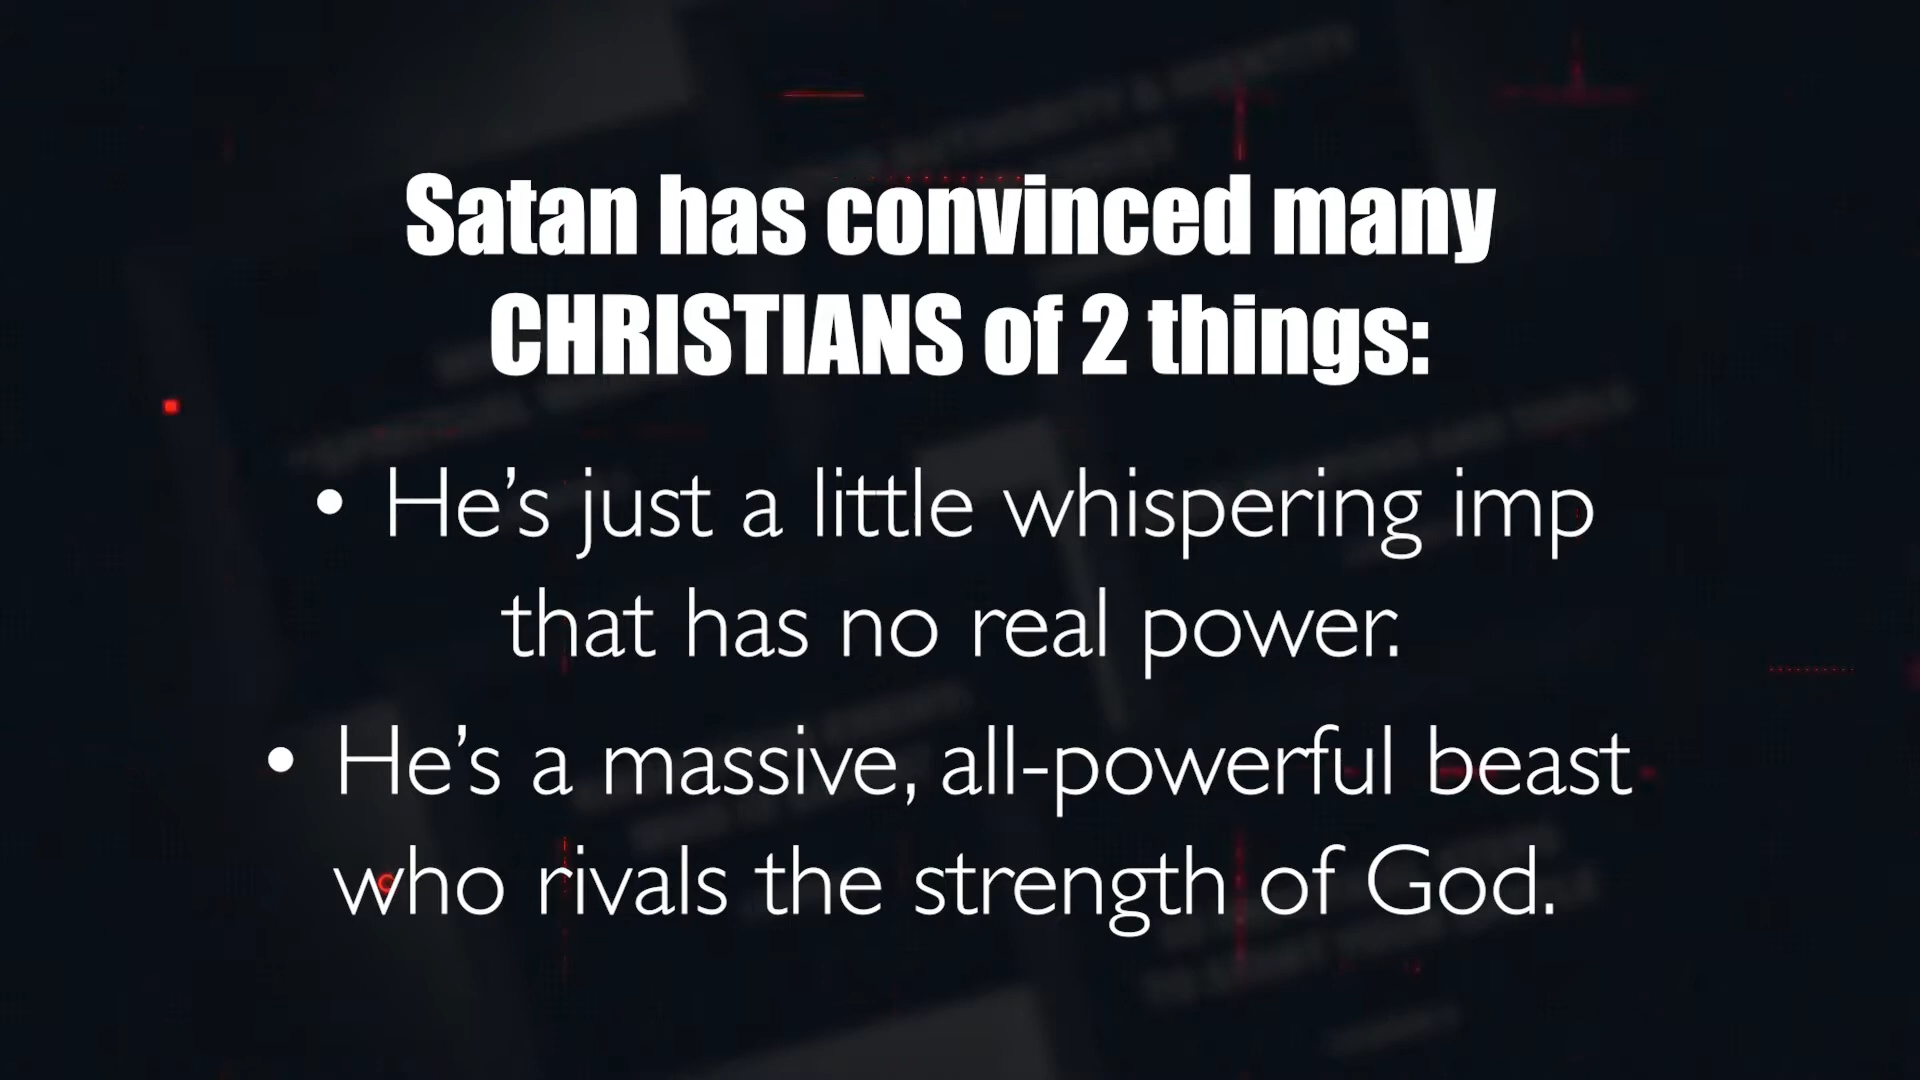 Satan has convinced many
CHRISTIANS of 2 things:
• He’s just a little whispering imp
that has no real power.
• He’s a massive, all-powerful beast
who rivals the strength of God.